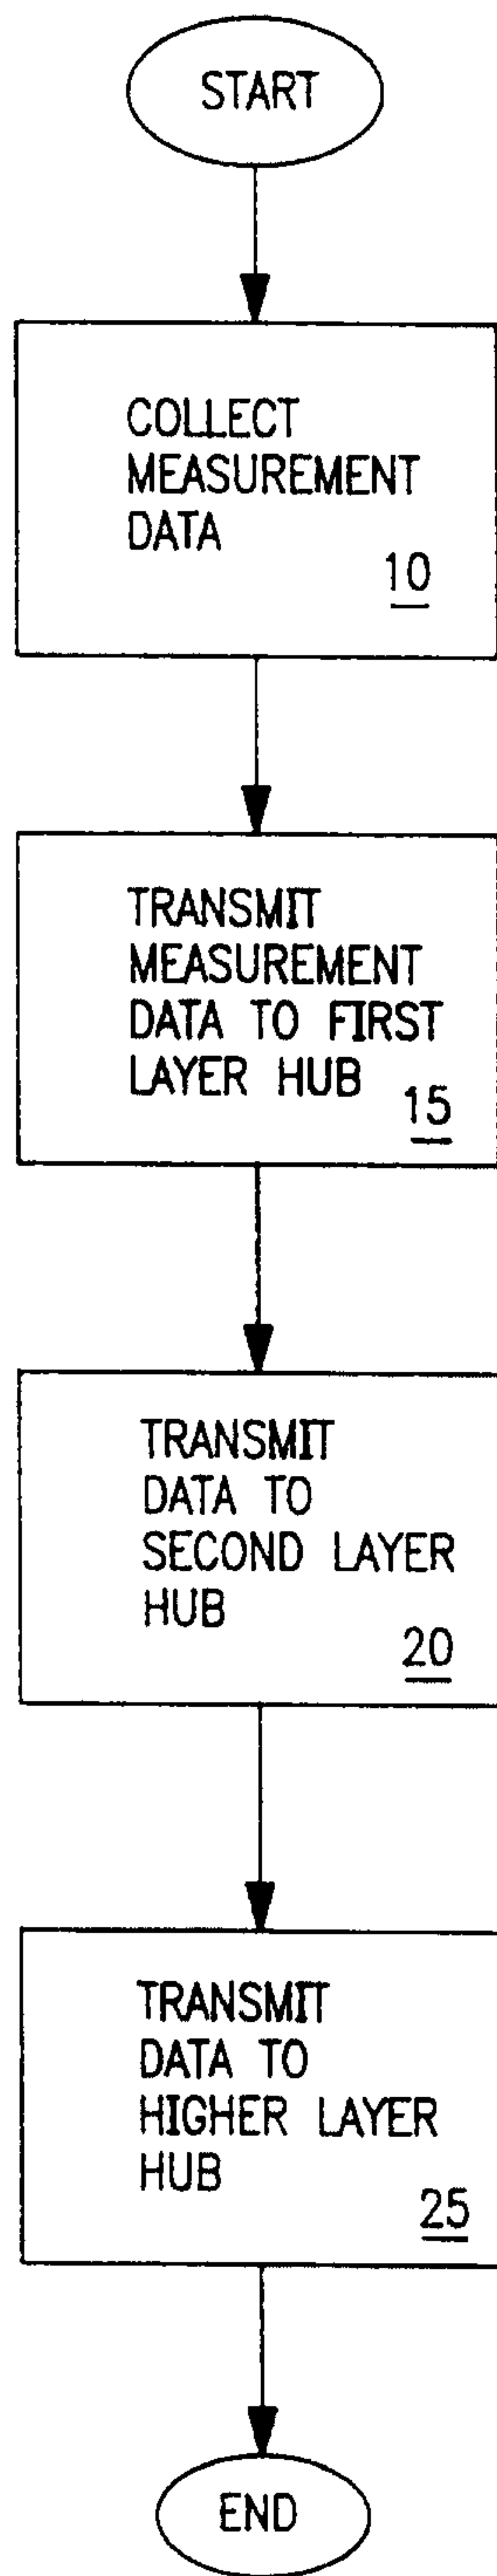 START
COLLECT
MEASUREMENT
DATA
10
TRANSMIT
MEASUREMENT
DATA TO FIRST
LAYER HUB
15
TRANSMIT
DATA TO
SECOND LAYER
HUB
20
TRANSMIT
DATA TO
HIGHER LAYER
HUB
25
END